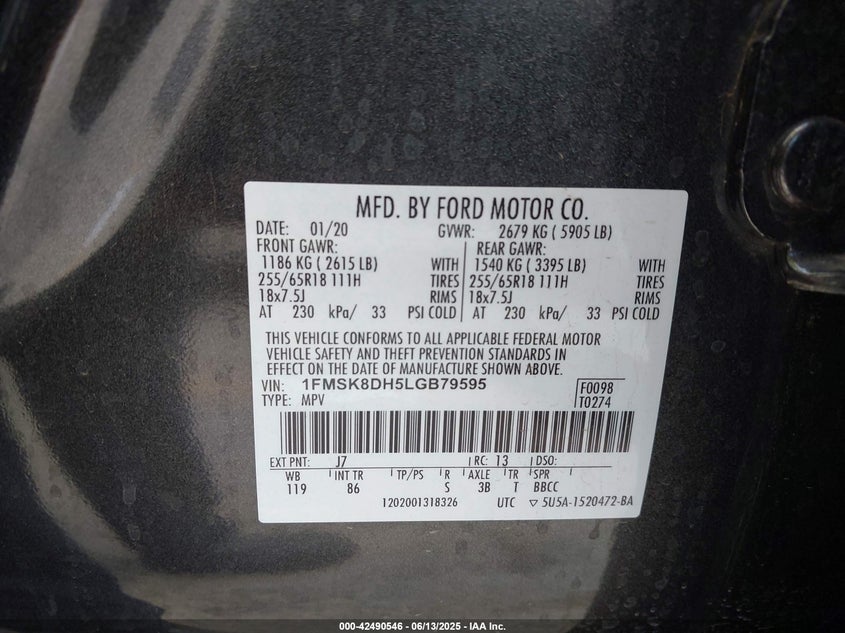 MFD. BY FORD MOTOR CO.
DATE: 01/20 GVWR: 2679 KG ( 5905 LB)
FRONT GAWR: REAR GAWR:
1186 KG ( 2615 LB) WITH 1540 KG ( 3395 LB) WITH
255/65R18 111H TIRES 255/65R18 111H TIRES
18x7.5J RIMS 18x7.5J RIMS
AT 230 kPa/ 33 PSI COLD AT 230 kPa/ 33 PSI COLD
THIS VEHICLE CONFORMS TO ALL APPLICABLE FEDERAL MOTOR
VEHICLE SAFETY AND THEFT PREVENTION STANDARDS IN
EFFECT ON THE DATE OF MANUFACTURE SHOWN ABOVE.
VIN: 1FMSK8DH5LGB79595 F0098
TYPE: MPV T0274
EXT PNT: J7 RC: 13 DSO:
WB INT TR TP/PS R AXLE TR SPR
119 86 S 3B T BBCC
1202001318326 UTC ▽ 5U5A-1520472-BA
000-42490546 - 06/13/2025 - IAA Inc.